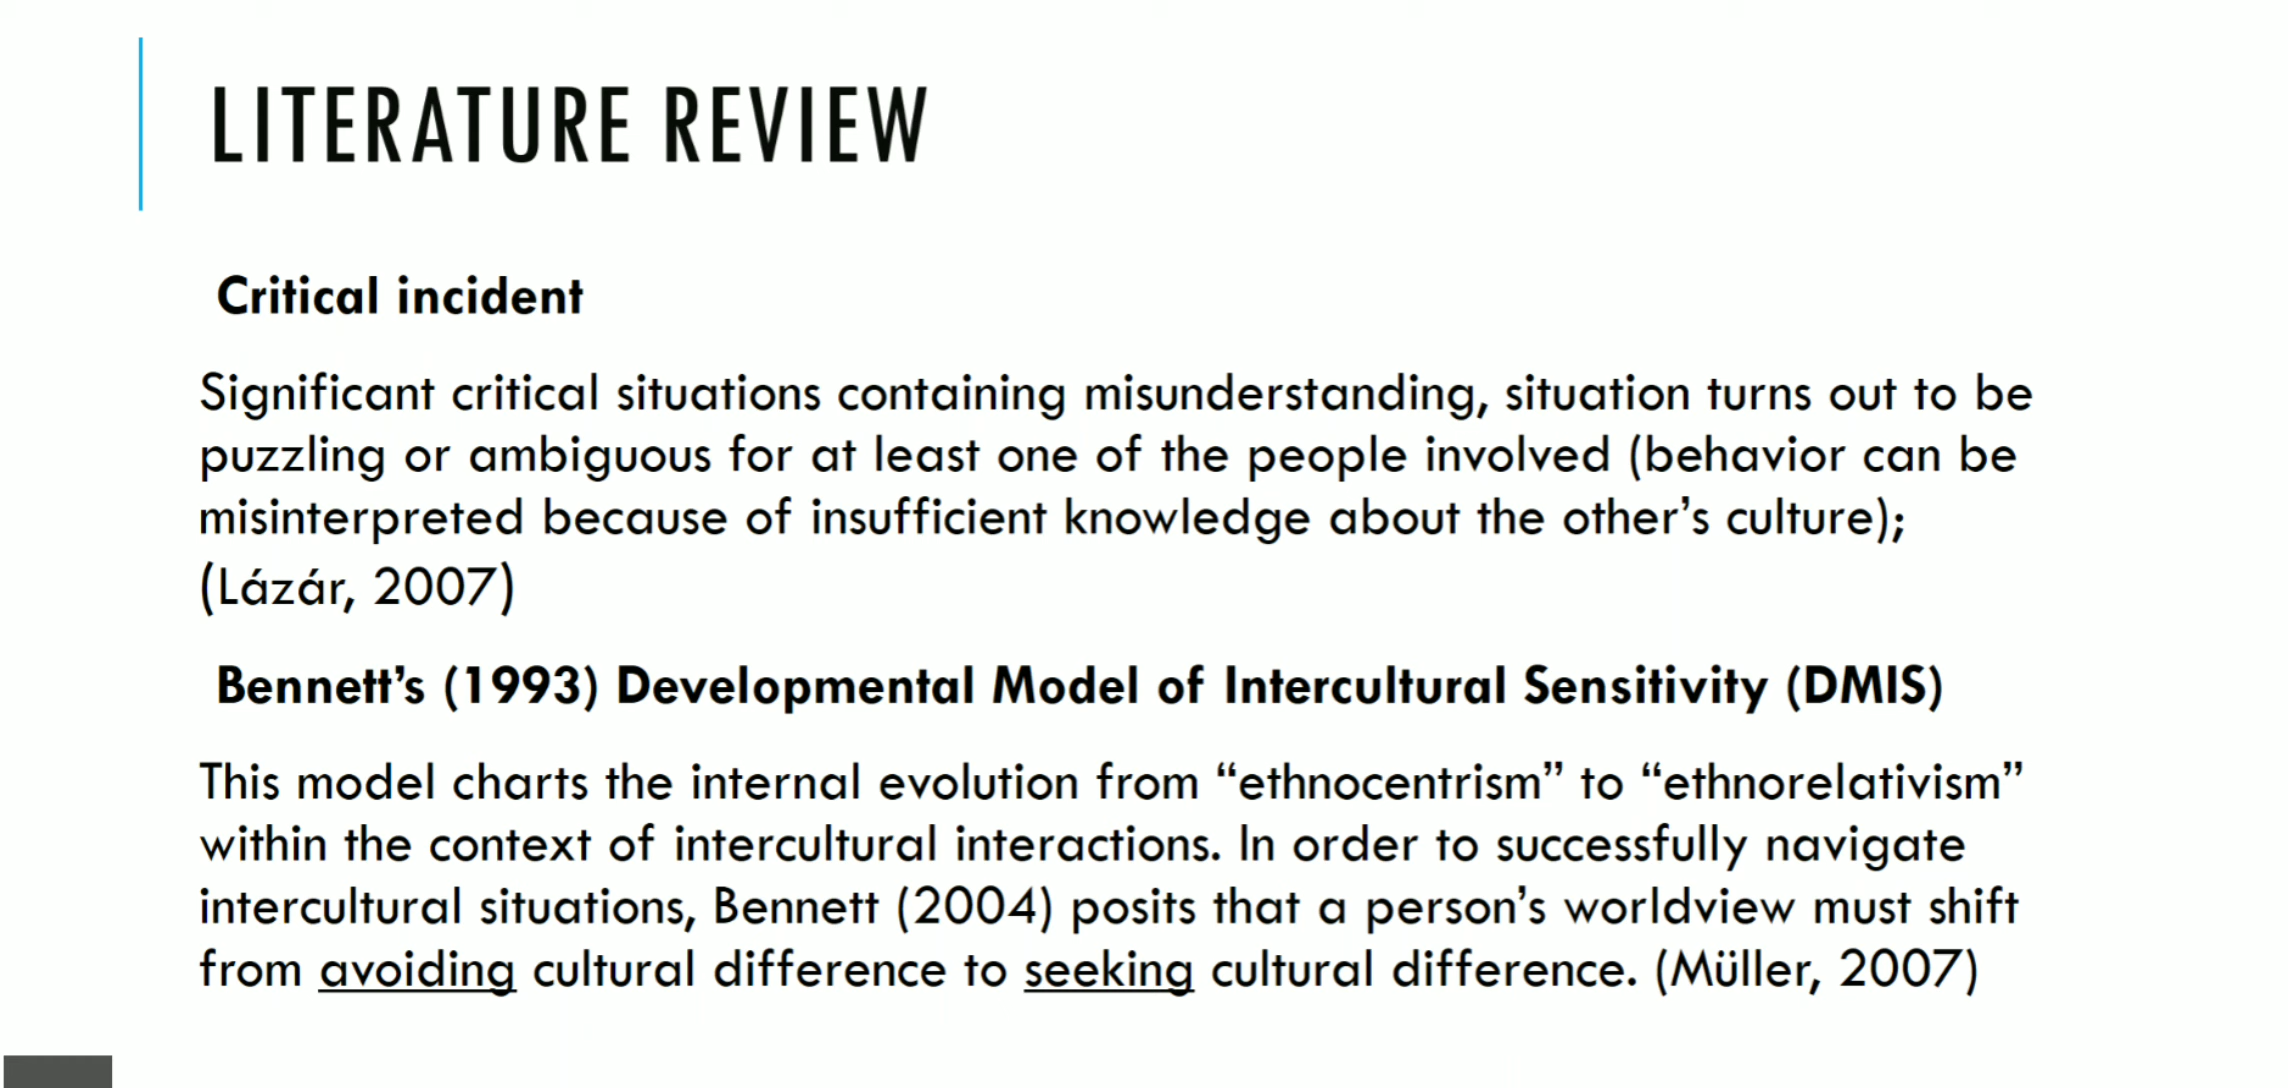 LITERATURE REVIEW
Critical incident
Significant critical situations containing misunderstanding, situation turns out to be
puzzling or ambiguous for at least one of the people involved (behavior can be
misinterpreted because of insufficient knowledge about the other’s culture);
(Lázár, 2007)
Bennett’s (1993) Developmental Model of Intercultural Sensitivity (DMIS)
This model charts the internal evolution from “ethnocentrism” to “ethnorelativism”
within the context of intercultural interactions. In order to successfully navigate
intercultural situations, Bennett (2004) posits that a person’s worldview must shift
from avoiding cultural difference to seeking cultural difference. (Müller, 2007)